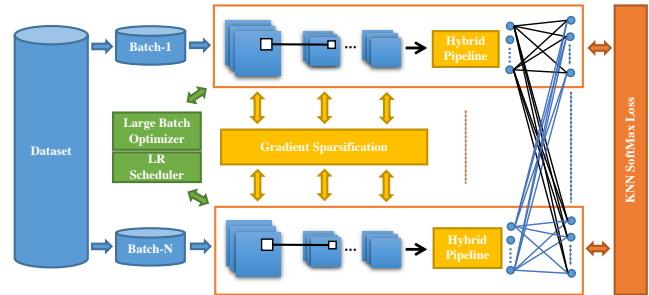 Dataset
Batch-1
Hybrid
Pipeline
Large Batch
Optimizer
LR
Scheduler
Gradient Sparsification
KNN SoftMax Loss
Batch-N
Hybrid
Pipeline